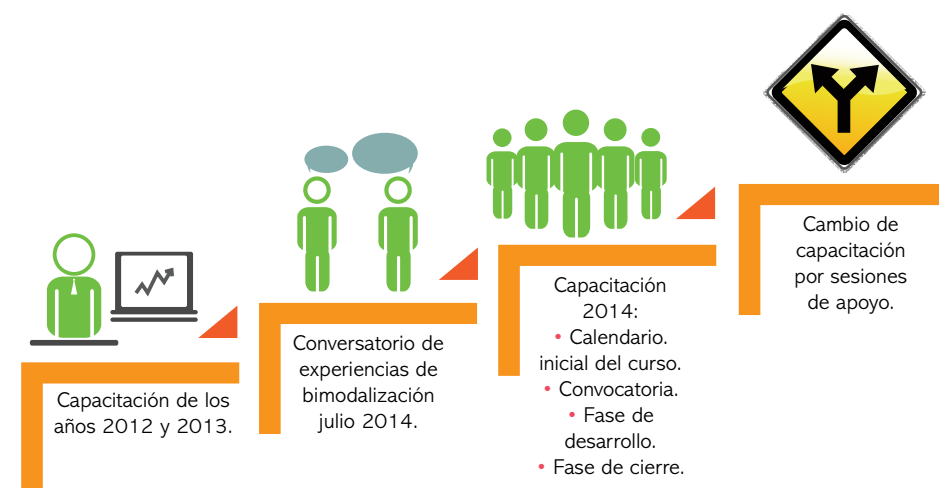 Capacitación de los
años 2012 y 2013.
Conversatorio de
experiencias de
bimodalización
julio 2014.
Capacitación
2014:
• Calendario.
inicial del curso.
• Convocatoria.
• Fase de
desarrollo.
• Fase de cierre.
Cambio de
capacitación
por sesiones
de apoyo.